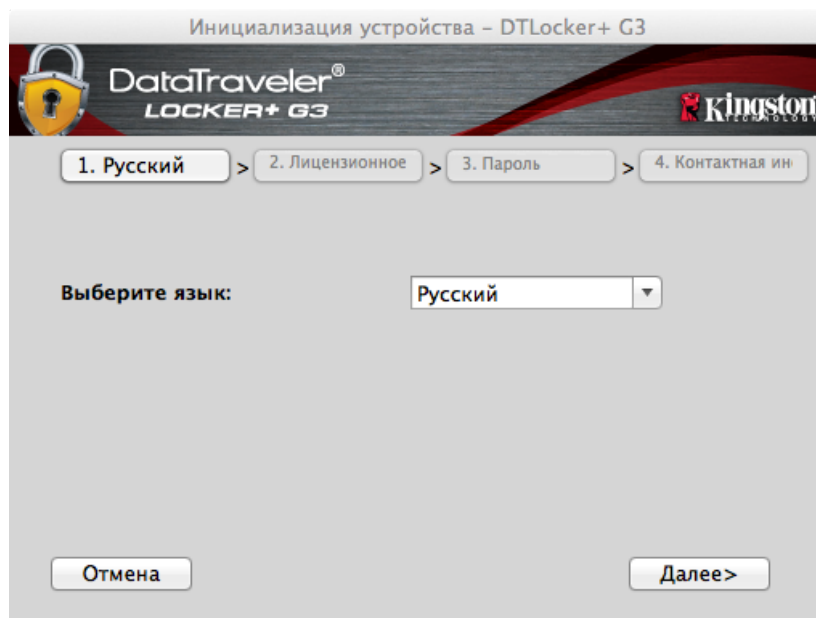 Инициализация устройства – DTLocker+ G3
DataTraveler®
LOCKER+ G3
Kingston
TECHNOLOGY
1. Русский > 2. Лицензионное > 3. Пароль > 4. Контактная ин
Выберите язык: Русский
Отмена Далее>